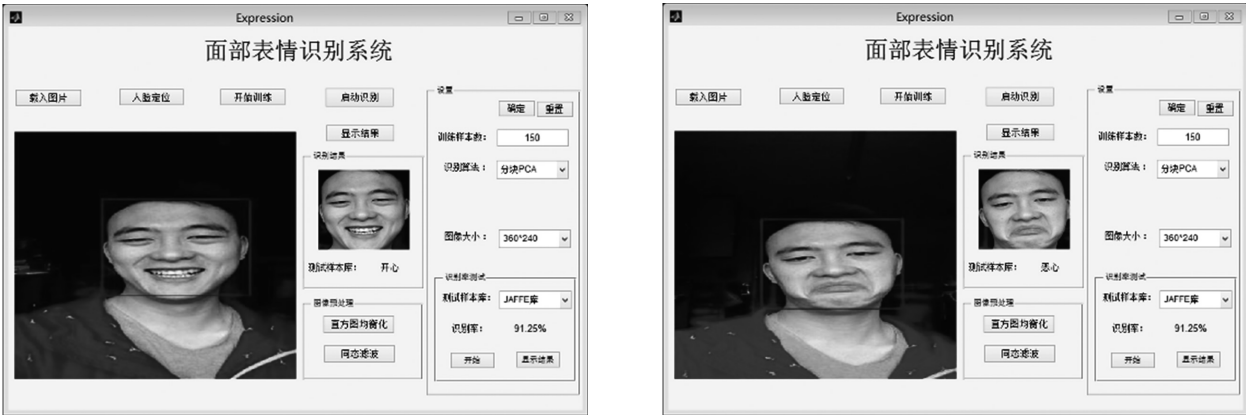 Expression
面部表情识别系统
载入图片
人脸定位
开始训练
启动识别
显示结果
识别结果
测试样本库： 开心
图像预处理
直方图均衡化
同态滤波
设置
确定 重置
训练样本数： 150
识别算法： 分块PCA
图像大小： 360*240
识别率测试
测试样本库： JAFFE库
识别率： 91.25%
开始 显示结果
Expression
面部表情识别系统
载入图片
人脸定位
开始训练
启动识别
显示结果
识别结果
测试样本库： 恶心
图像预处理
直方图均衡化
同态滤波
设置
确定 重置
训练样本数： 150
识别算法： 分块PCA
图像大小： 360*240
识别率测试
测试样本库： JAFFE库
识别率： 91.25%
开始 显示结果